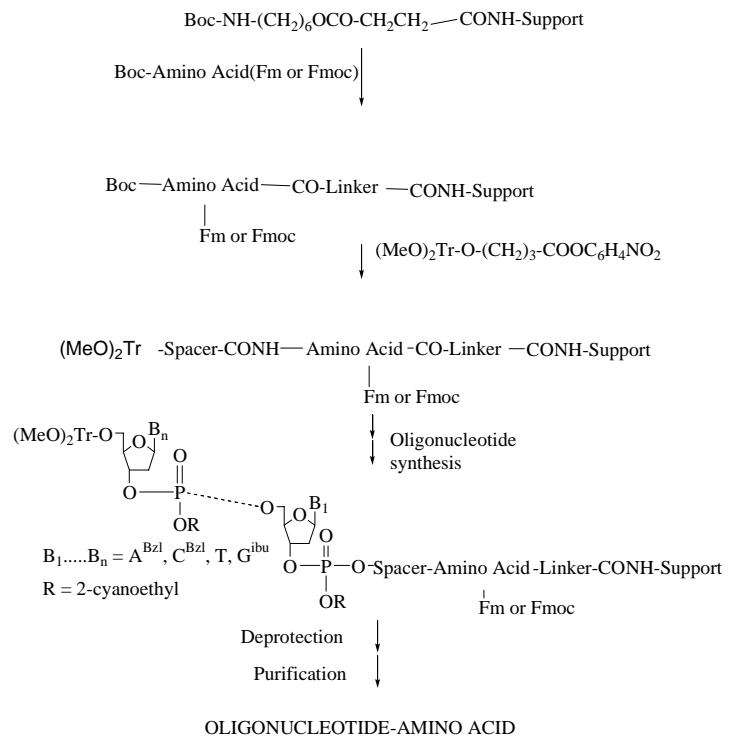 Boc-NH-(CH2)6OCO-CH2CH2—CONH-Support
Boc-Amino Acid(Fm or Fmoc)
Boc—Amino Acid—CO-Linker —CONH-Support
Fm or Fmoc
(MeO)2Tr-O-(CH2)3-COOC6H4NO2
(MeO)2Tr -Spacer-CONH—Amino Acid-CO-Linker —CONH-Support
Fm or Fmoc
Oligonucleotide
synthesis
(MeO)2Tr-O
Bn
O
O
O—P
OR
O
B1
O
O
O—P—O-Spacer-Amino Acid-Linker-CONH-Support
OR
Fm or Fmoc
B1.....Bn = A^Bzl, C^Bzl, T, G^ibu
R = 2-cyanoethyl
Deprotection
Purification
OLIGONUCLEOTIDE-AMINO ACID